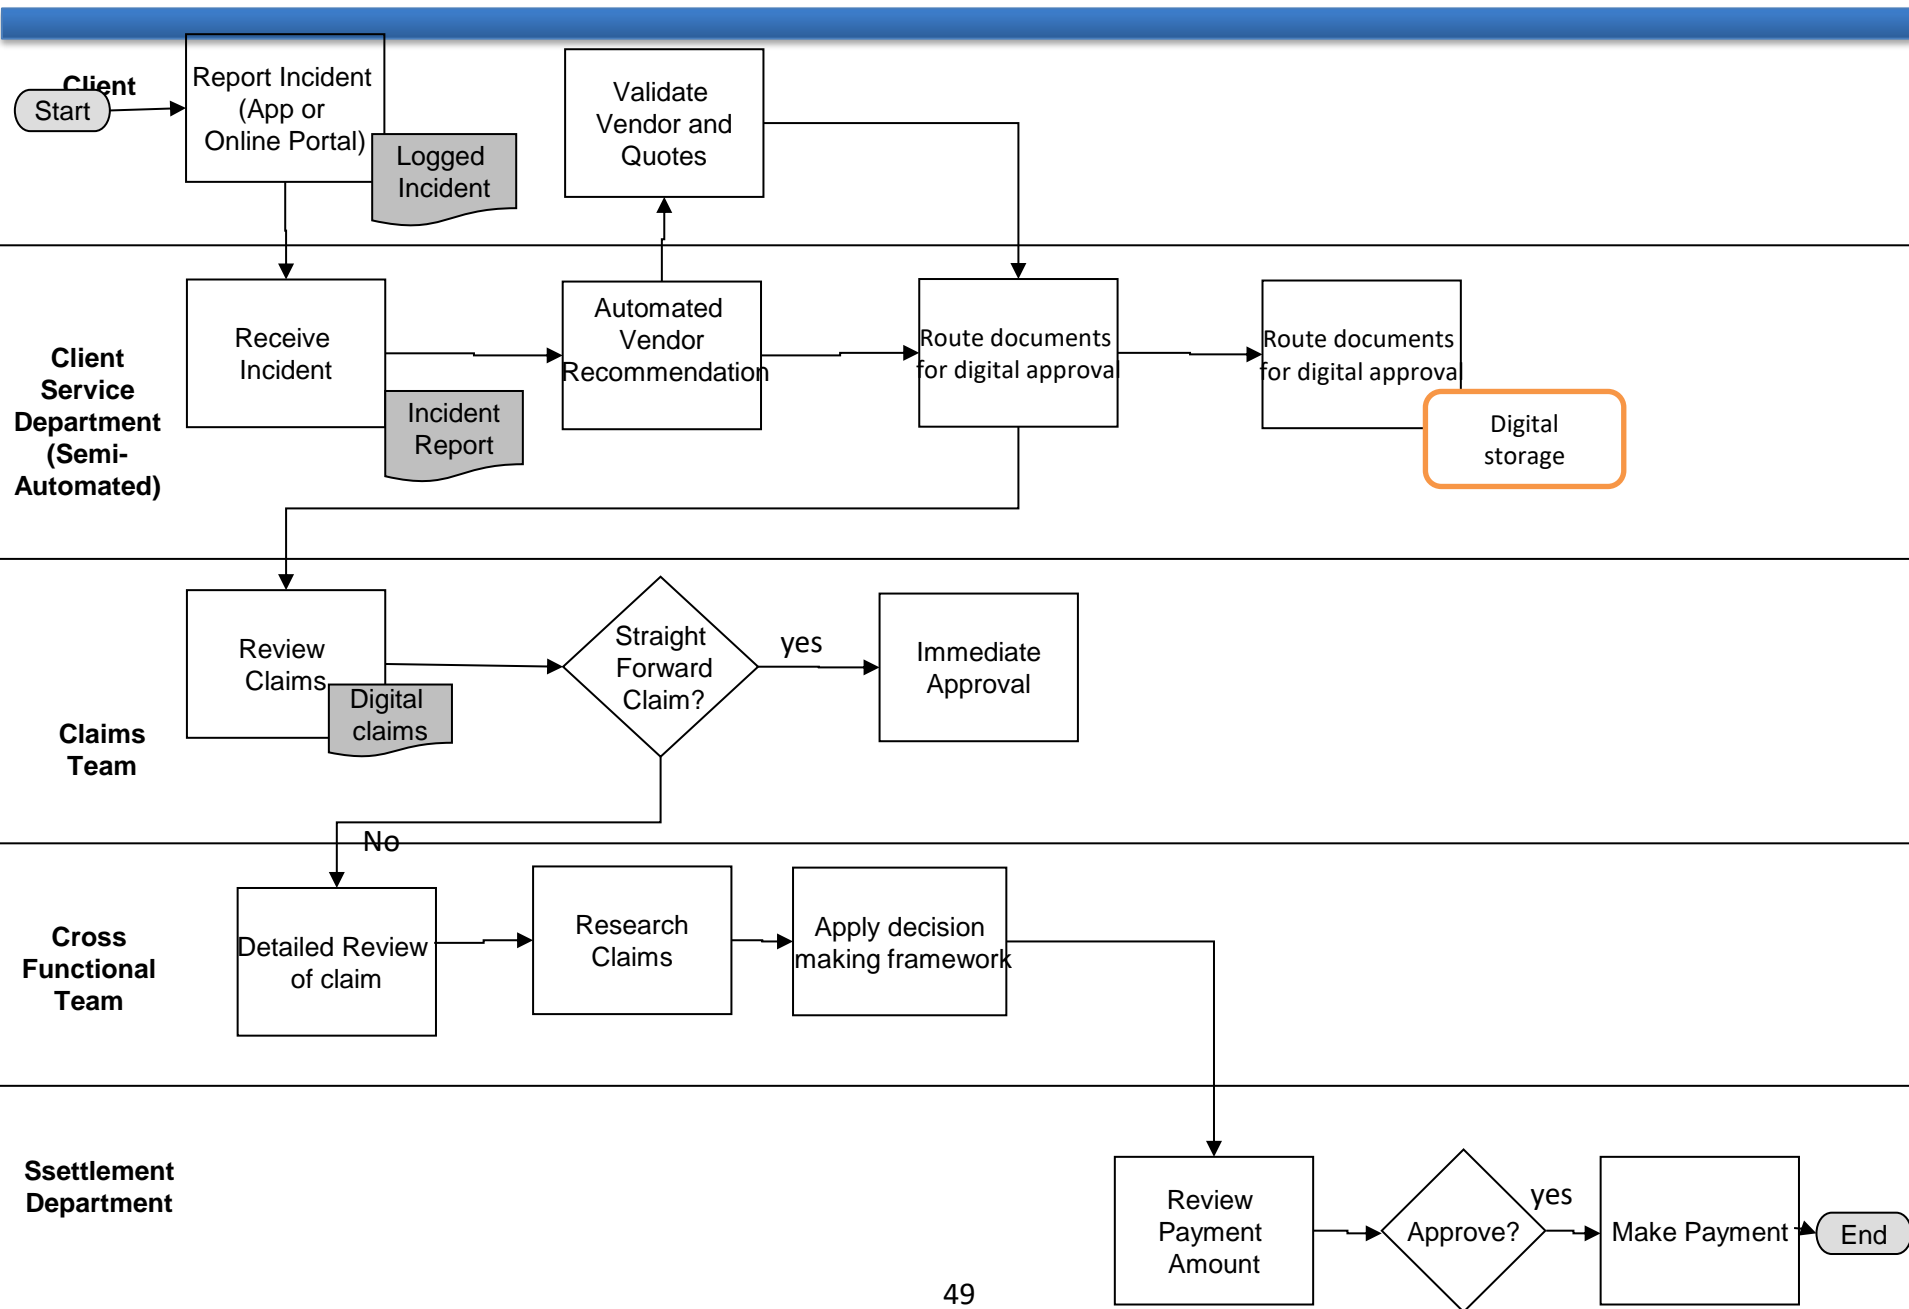 Client
Start
Report Incident
(App or
Online Portal)
Logged
Incident
Validate
Vendor and
Quotes
Client
Service
Department
(Semi-
Automated)
Receive
Incident
Incident
Report
Automated
Vendor
Recommendation
Route documents
for digital approval
Route documents
for digital approval
Digital
storage
Claims
Team
Review
Claims
Digital
claims
Straight
Forward
Claim?
yes
Immediate
Approval
No
Cross
Functional
Team
Detailed Review
of claim
Research
Claims
Apply decision
making framework
Ssettlement
Department
Review
Payment
Amount
Approve?
yes
Make Payment
End
49